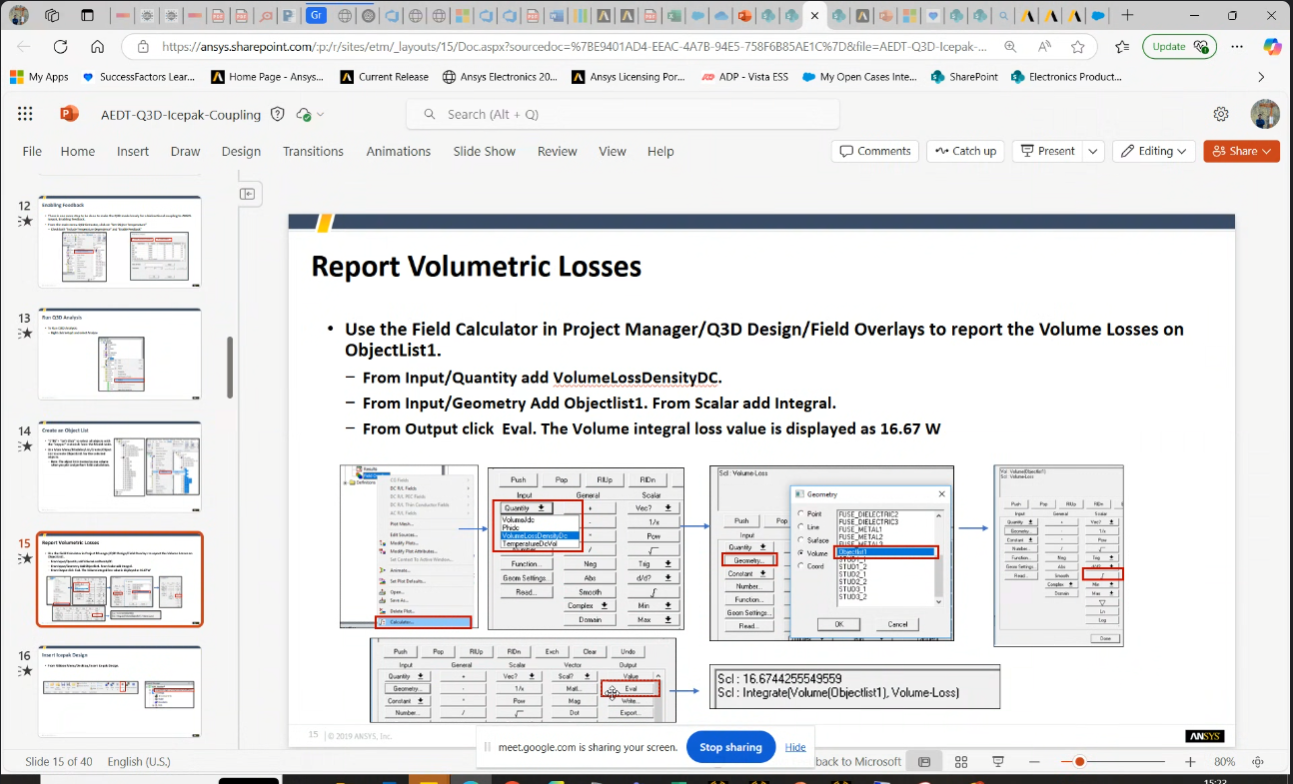 Gr
Update
https://ansys.sharepoint.com/:p:/r/sites/etm/_layouts/15/Doc.aspx?sourcedoc=%7BE9401AD4-EEAC-4A7B-94E5-758F6B85AE1C%7D&file=AEDT-Q3D-Icepak-...
My Apps
SuccessFactors Lear...
Home Page - Ansys...
Current Release
Ansys Electronics 20...
Ansys Licensing Por...
ADP - Vista ESS
My Open Cases Inte...
SharePoint
Electronics Product...
AEDT-Q3D-Icepak-Coupling
Search (Alt + Q)
File Home Insert Draw Design Transitions Animations Slide Show Review View Help
Comments
Catch up
Present
Editing
Share
12
Enabling Feedback
13
Run Q3D Analysis
14
Create an Object List
15
Report Volumetric Losses
16
Insert Icepak Design
Report Volumetric Losses
• Use the Field Calculator in Project Manager/Q3D Design/Field Overlays to report the Volume Losses on
ObjectList1.
– From Input/Quantity add VolumeLossDensityDC.
– From Input/Geometry Add Objectlist1. From Scalar add Integral.
– From Output click Eval. The Volume integral loss value is displayed as 16.67 W
Calculator...
Push Pop RlUp RlDn
Input General Scalar
Quantity + Vec?
VolumeJdc
Phidc
VolumeLossDensityDc
TemperatureDcVal
1/x
Pow
Function... Neg Trig
Geom Settings... Abs d/d?
Read... Smooth ∫
Complex Min
Domain Max
Scl : Volume-Loss
Push Pop
Input
Quantity
Geometry...
Constant
Number...
Function...
Geom Settings...
Read...
Geometry
Point
Line
Surface
Volume
Coord
FUSE_DIELECTRIC2
FUSE_DIELECTRIC3
FUSE_METAL1
FUSE_METAL2
Objectlist1
STUD1_2
STUD2_1
STUD2_2
STUD3_1
STUD3_2
OK Cancel
Push Pop RlUp RlDn Exch Clear Undo
Input General Scalar Vector Output
Quantity + Vec? Scal? Value
Geometry... - 1/x Matl... Eval
Constant * Pow Mag Write...
Number... / √ Dot Export...
Scl : 16.6744255549559
Scl : Integrate(Volume(Objectlist1), Volume-Loss)
15 © 2019 ANSYS, Inc.
ANSYS
meet.google.com is sharing your screen.
Stop sharing
Hide
Slide 15 of 40
English (U.S.)
back to Microsoft
80%
15:23